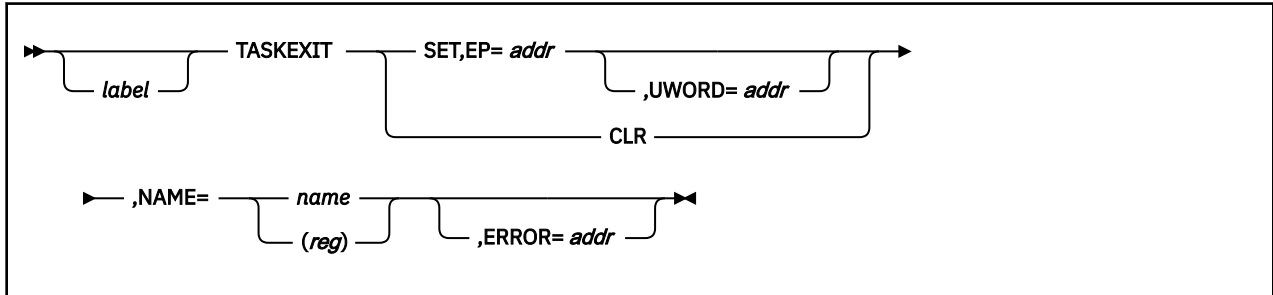 TASKEXIT SET,EP= addr
label ,UWORD= addr
CLR
,NAME= name
(reg) ,ERROR= addr